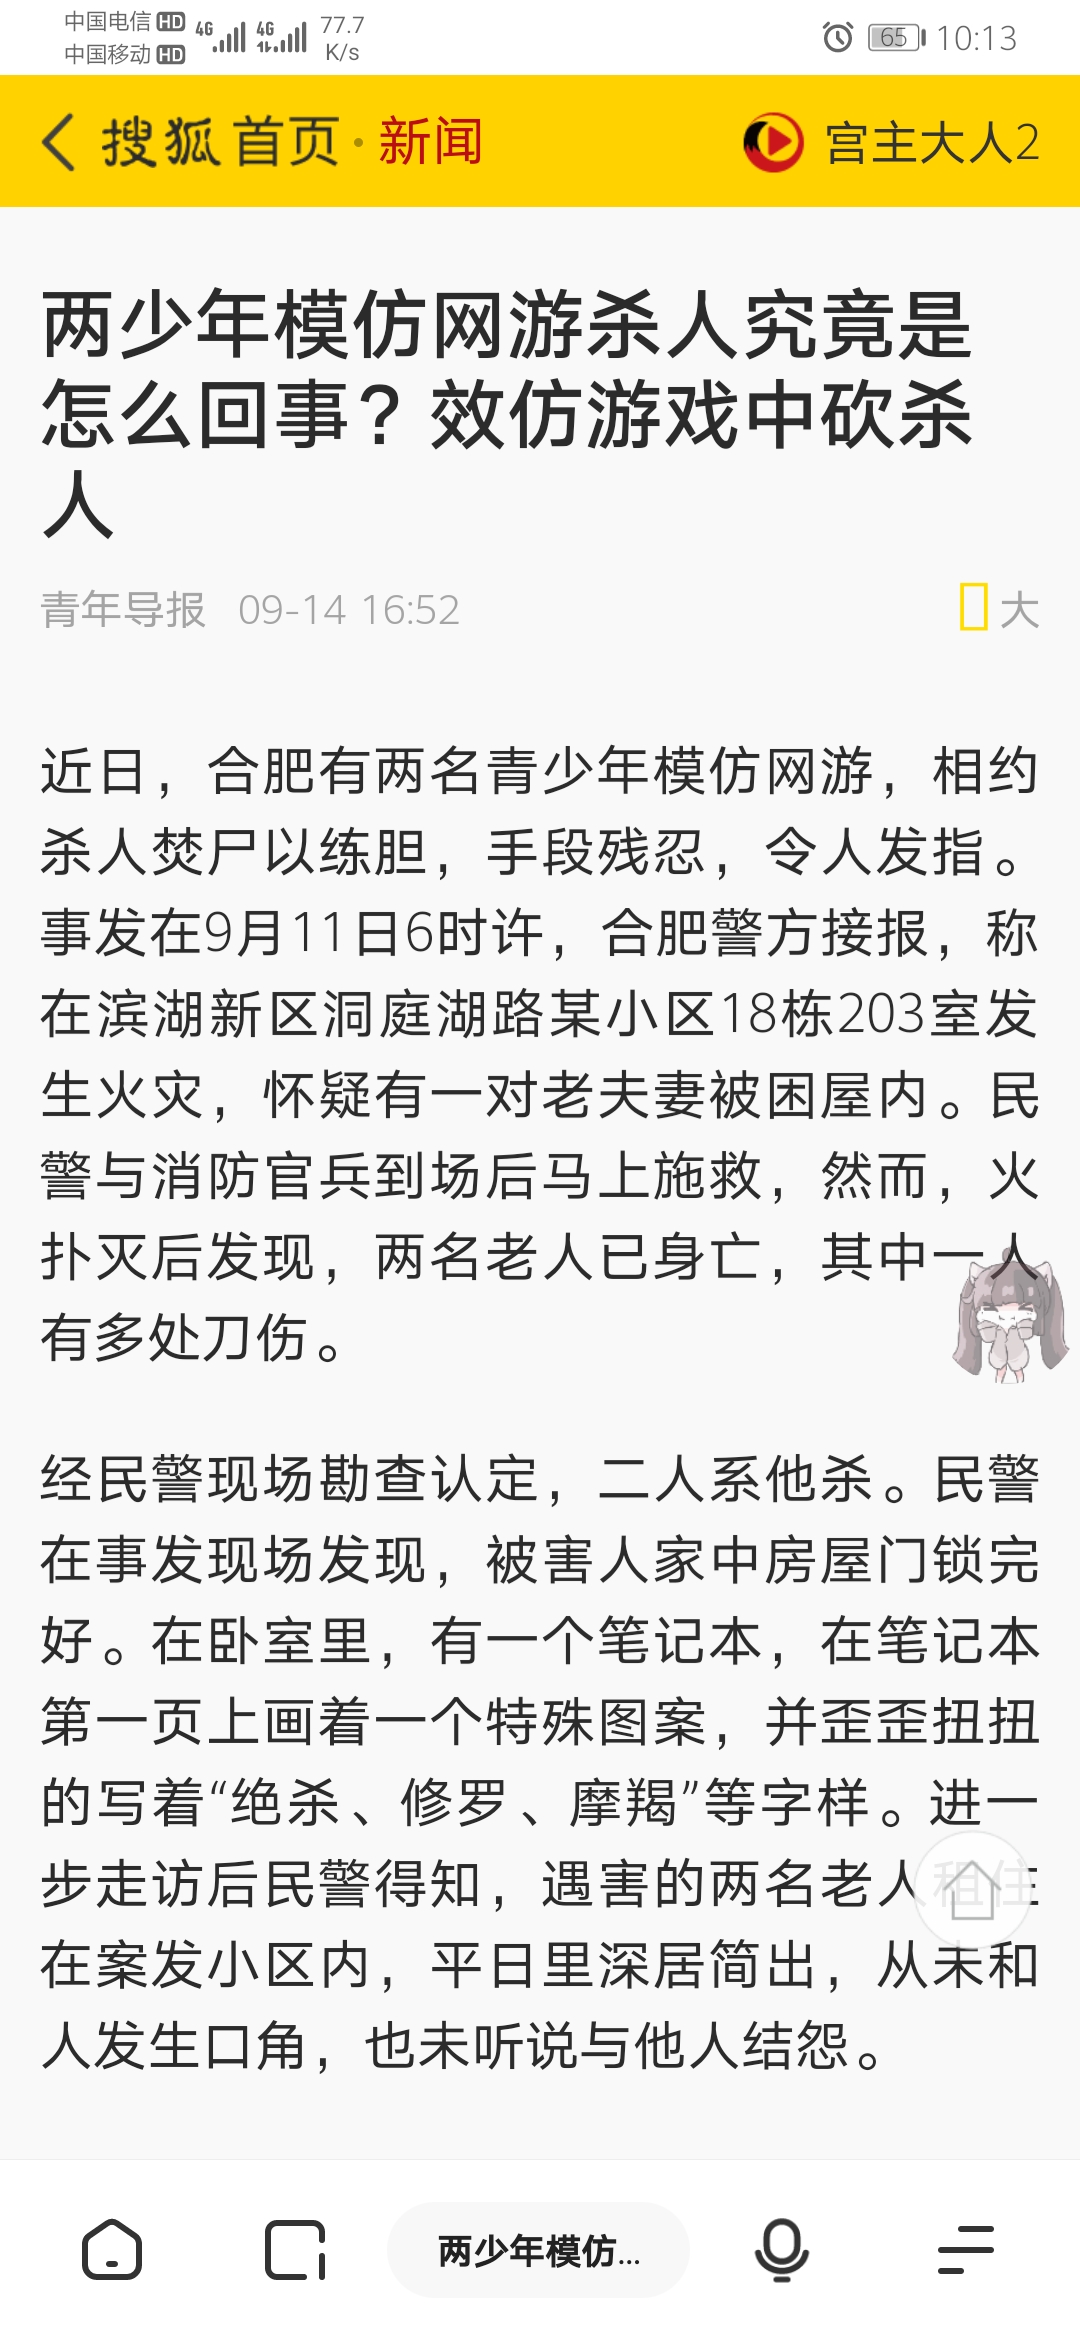 中国电信 HD 4G 4G 77.7
中国移动 HD K/s
65 10:13
搜狐 首页·新闻 宫主大人2
两少年模仿网游杀人究竟是
怎么回事？效仿游戏中砍杀
人
青年导报 09-14 16:52 大
近日，合肥有两名青少年模仿网游，相约
杀人焚尸以练胆，手段残忍，令人发指。
事发在9月11日6时许，合肥警方接报，称
在滨湖新区洞庭湖路某小区18栋203室发
生火灾，怀疑有一对老夫妻被困屋内。民
警与消防官兵到场后马上施救，然而，火
扑灭后发现，两名老人已身亡，其中一人
有多处刀伤。
经民警现场勘查认定，二人系他杀。民警
在事发现场发现，被害人家中房屋门锁完
好。在卧室里，有一个笔记本，在笔记本
第一页上画着一个特殊图案，并歪歪扭扭
的写着“绝杀、修罗、摩羯”等字样。进一
步走访后民警得知，遇害的两名老人租住
在案发小区内，平日里深居简出，从未和
人发生口角，也未听说与他人结怨。
两少年模仿...